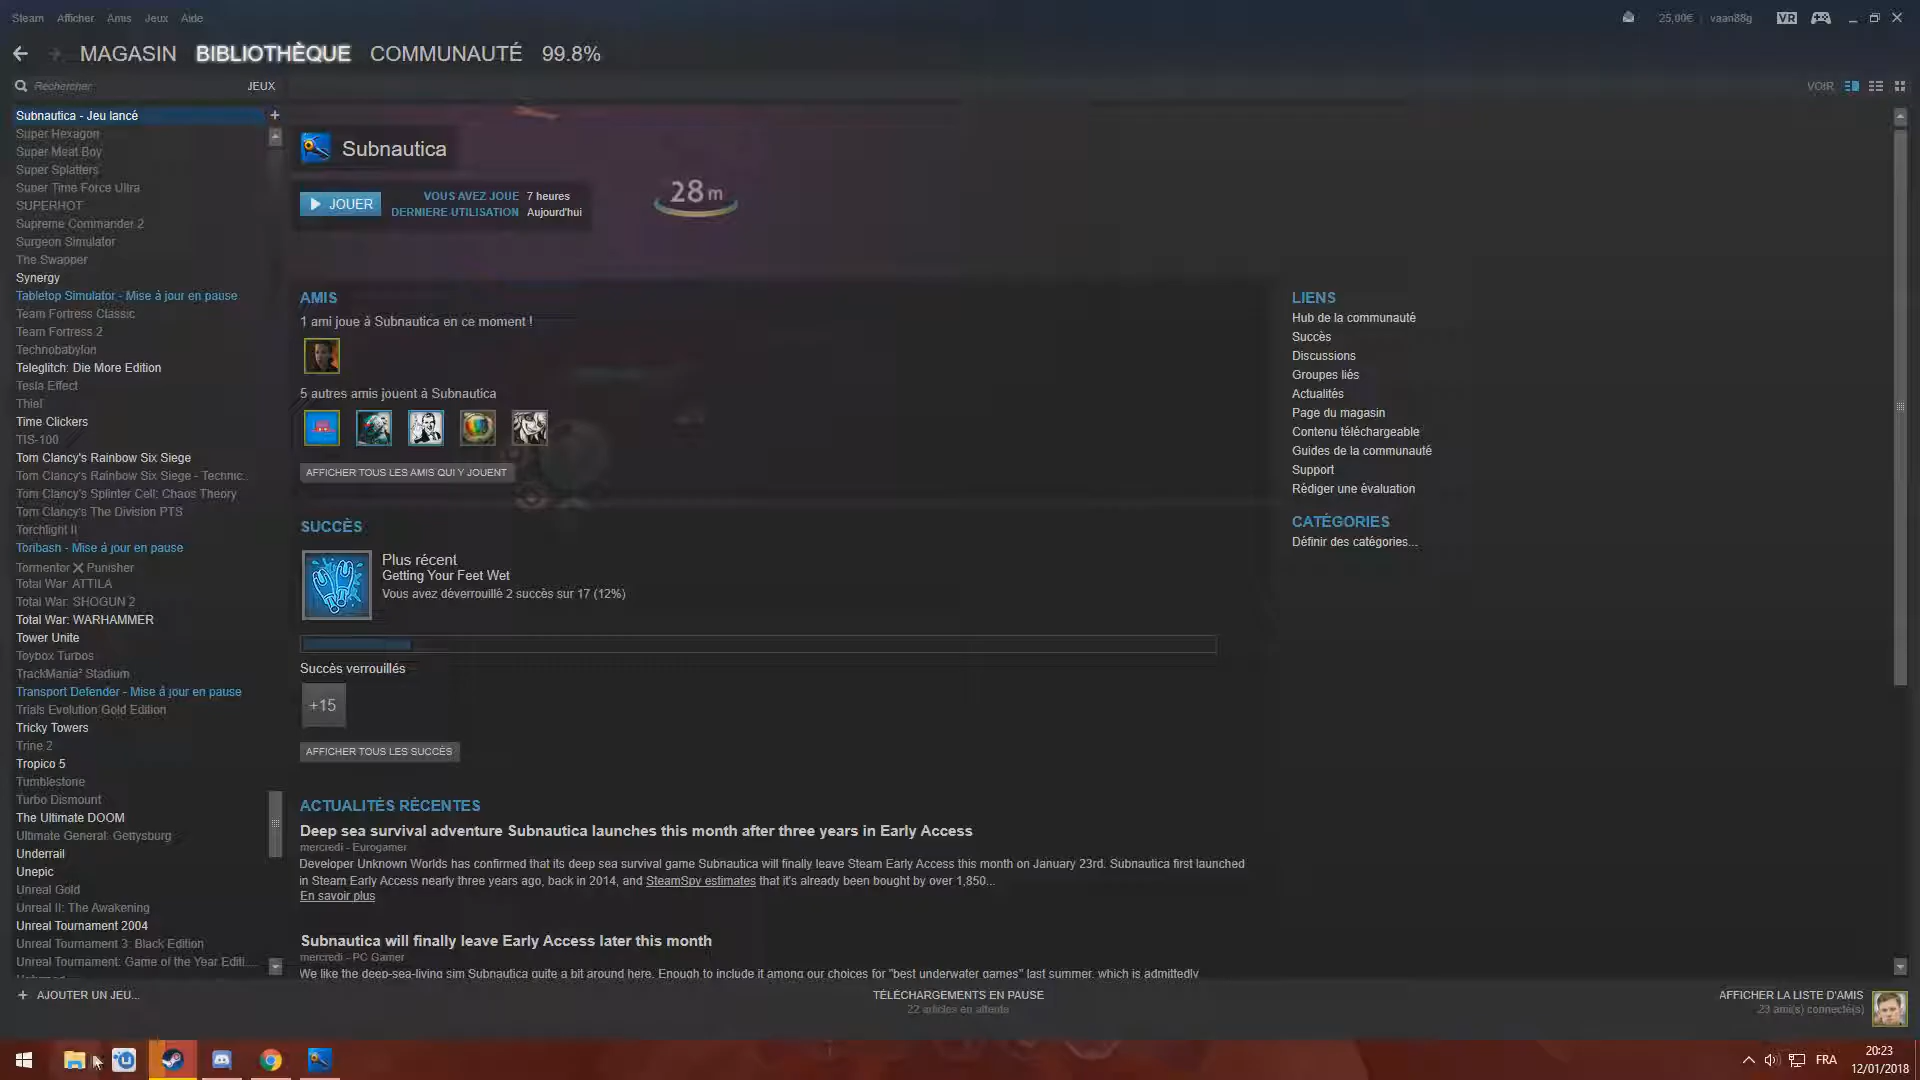 Steam Afficher Amis Jeux Aide
25,00€ vaan88g VR
MAGASIN BIBLIOTHÈQUE COMMUNAUTÉ 99.8%
Rechercher JEUX
VOIR
Subnautica - Jeu lancé
Super Hexagon
Super Meat Boy
Super Splatters
Super Time Force Ultra
SUPERHOT
Supreme Commander 2
Surgeon Simulator
The Swapper
Synergy
Tabletop Simulator - Mise à jour en pause
Team Fortress Classic
Team Fortress 2
Technobabylon
Teleglitch: Die More Edition
Tesla Effect
Thief
Time Clickers
TIS-100
Tom Clancy's Rainbow Six Siege
Tom Clancy's Rainbow Six Siege - Technic...
Tom Clancy's Splinter Cell: Chaos Theory
Tom Clancy's The Division PTS
Torchlight II
Toribash - Mise à jour en pause
Tormentor ❌ Punisher
Total War: ATTILA
Total War: SHOGUN 2
Total War: WARHAMMER
Tower Unite
Toybox Turbos
TrackMania² Stadium
Transport Defender - Mise à jour en pause
Trials Evolution Gold Edition
Tricky Towers
Trine 2
Tropico 5
Tumblestone
Turbo Dismount
The Ultimate DOOM
Ultimate General: Gettysburg
Underrail
Unepic
Unreal Gold
Unreal II: The Awakening
Unreal Tournament 2004
Unreal Tournament 3: Black Edition
Unreal Tournament: Game of the Year Editi...
Subnautica
JOUER
VOUS AVEZ JOUE 7 heures
DERNIERE UTILISATION Aujourd'hui
28 m
AMIS
1 ami joue à Subnautica en ce moment !
5 autres amis jouent à Subnautica
AFFICHER TOUS LES AMIS QUI Y JOUENT
SUCCÈS
Plus récent
Getting Your Feet Wet
Vous avez déverrouillé 2 succès sur 17 (12%)
Succès verrouillés
+15
AFFICHER TOUS LES SUCCÈS
ACTUALITÉS RÉCENTES
Deep sea survival adventure Subnautica launches this month after three years in Early Access
mercredi - Eurogamer
Developer Unknown Worlds has confirmed that its deep sea survival game Subnautica will finally leave Steam Early Access this month on January 23rd. Subnautica first launched
in Steam Early Access nearly three years ago, back in 2014, and SteamSpy estimates that it's already been bought by over 1,850...
En savoir plus
Subnautica will finally leave Early Access later this month
mercredi - PC Gamer
We like the deep-sea-living sim Subnautica quite a bit around here. Enough to include it among our choices for "best underwater games" last summer, which is admittedly
LIENS
Hub de la communauté
Succès
Discussions
Groupes liés
Actualités
Page du magasin
Contenu téléchargeable
Guides de la communauté
Support
Rédiger une évaluation
CATÉGORIES
Définir des catégories...
AJOUTER UN JEU...
TÉLÉCHARGEMENTS EN PAUSE
22 articles en attente
AFFICHER LA LISTE D'AMIS
23 ami(s) connecté(s)
FRA
20:23
12/01/2018